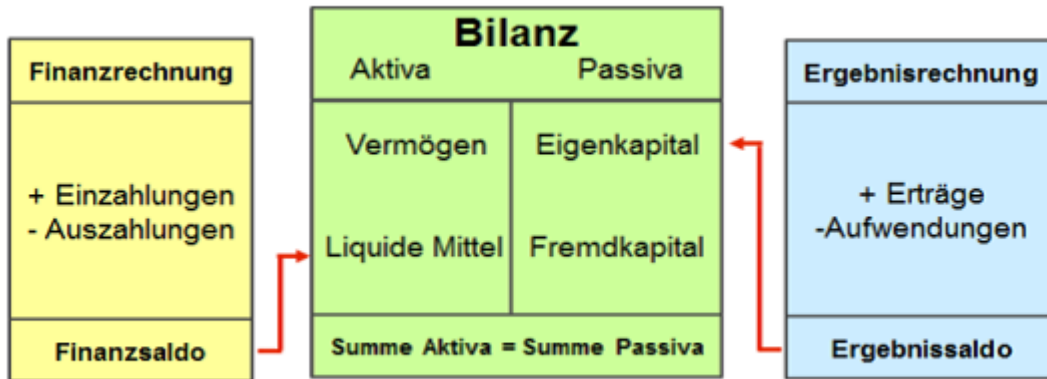 Finanzrechnung
+ Einzahlungen
- Auszahlungen
Finanzsaldo
Bilanz
Aktiva Passiva
Vermögen Eigenkapital
Liquide Mittel Fremdkapital
Summe Aktiva = Summe Passiva
Ergebnisrechnung
+ Erträge
-Aufwendungen
Ergebnissaldo